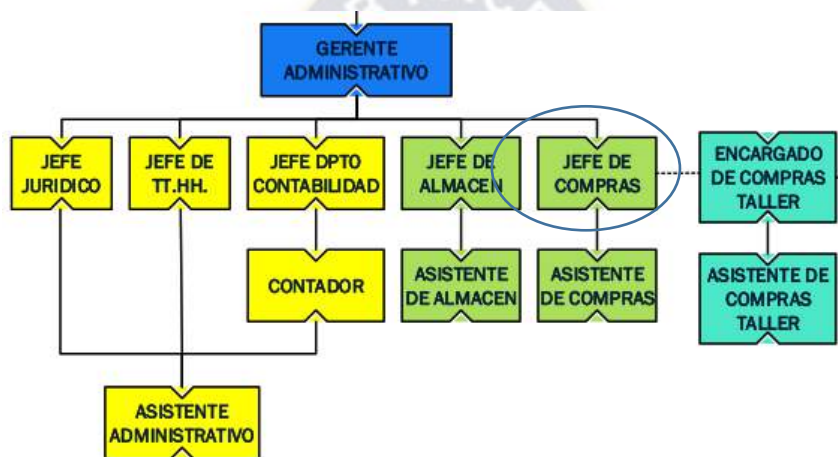 GERENTE
ADMINISTRATIVO
JEFE
JURIDICO
JEFE DE
TT.HH.
JEFE DPTO
CONTABILIDAD
JEFE DE
ALMACEN
JEFE DE
COMPRAS
ENCARGADO
DE COMPRAS
TALLER
CONTADOR
ASISTENTE
DE ALMACEN
ASISTENTE
DE COMPRAS
ASISTENTE DE
COMPRAS
TALLER
ASISTENTE
ADMINISTRATIVO